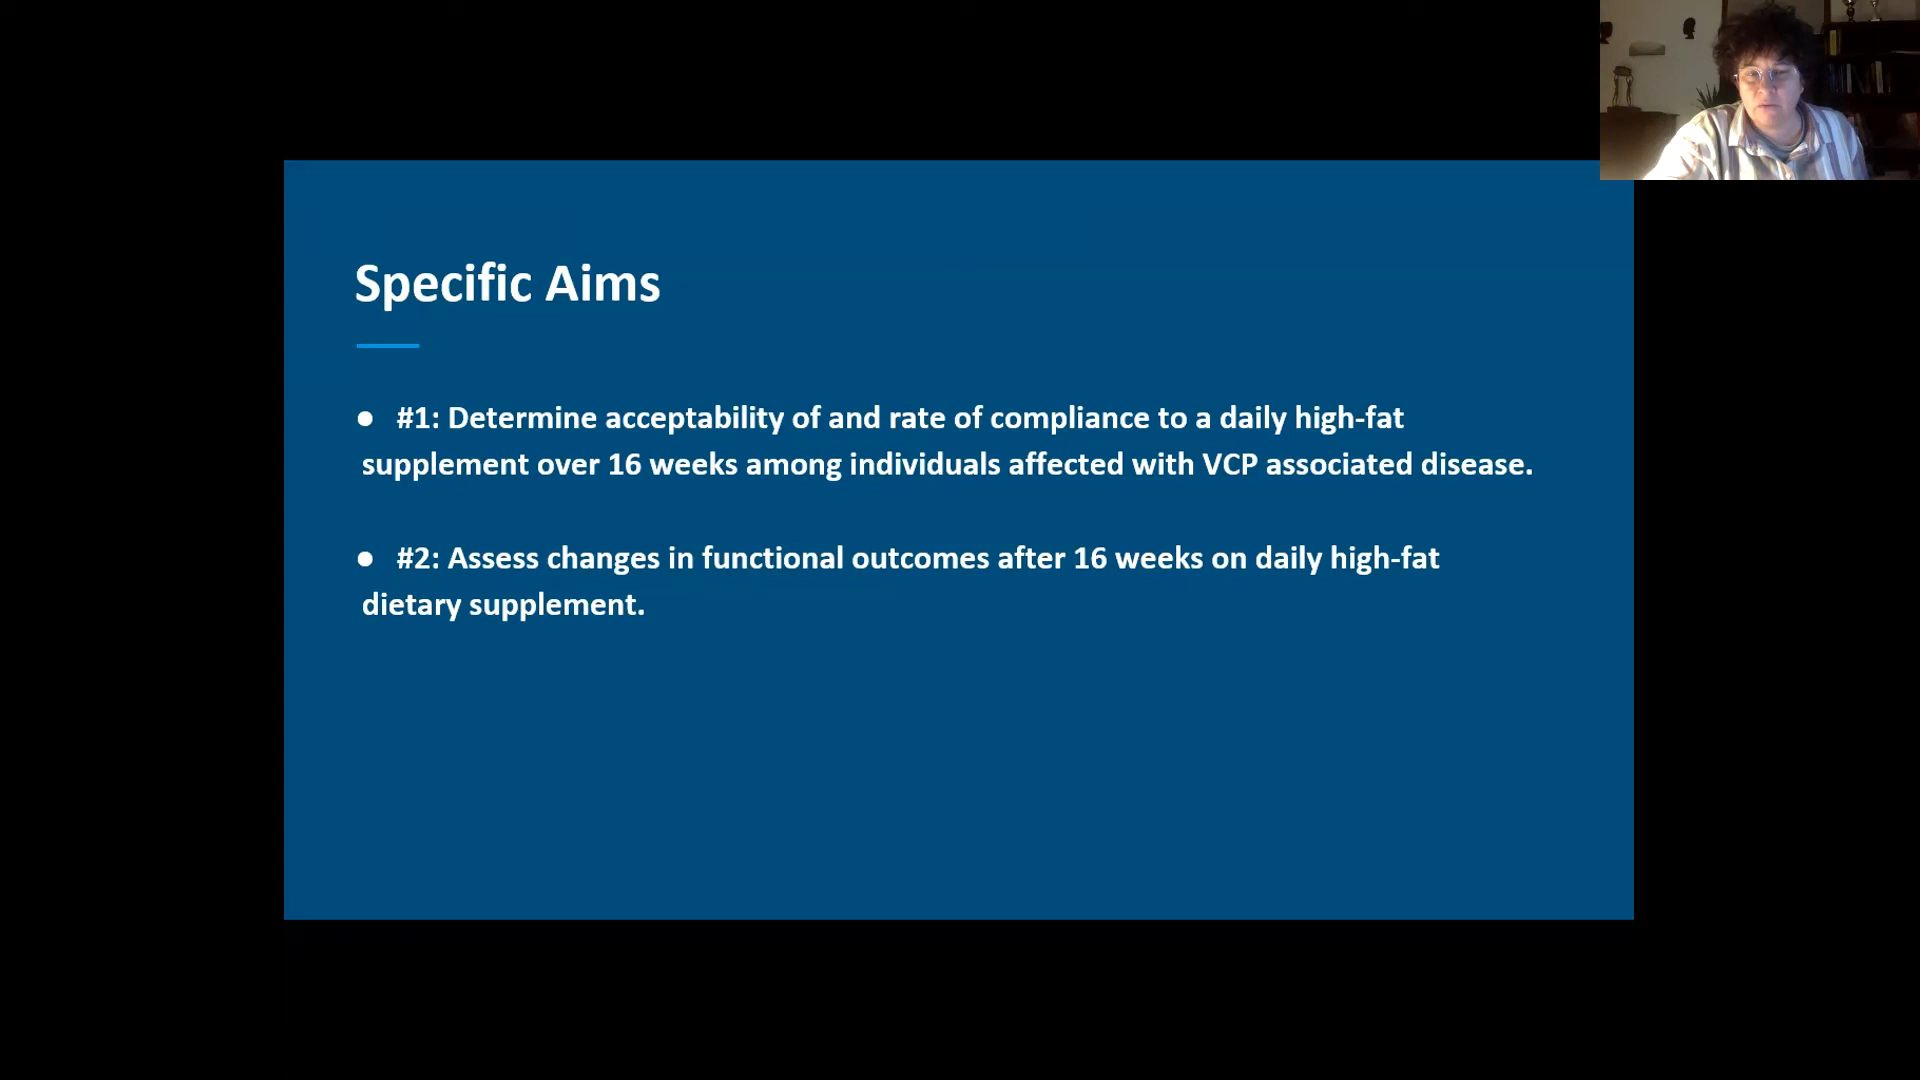 Specific Aims
● #1: Determine acceptability of and rate of compliance to a daily high-fat
supplement over 16 weeks among individuals affected with VCP associated disease.
● #2: Assess changes in functional outcomes after 16 weeks on daily high-fat
dietary supplement.